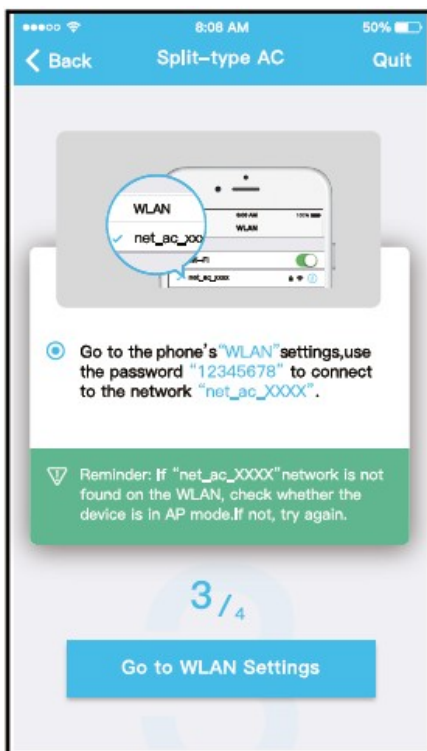 8:08 AM
50%
Back
Split-type AC
Quit
WLAN
net_ac_xxx
WLAN
net_ac_xxxx
Go to the phone's“WLAN”settings,use
the password “12345678” to connect
to the network “net_ac_XXXX”.
Reminder: If “net_ac_XXXX”network is not
found on the WLAN, check whether the
device is in AP mode.If not, try again.
3/4
Go to WLAN Settings